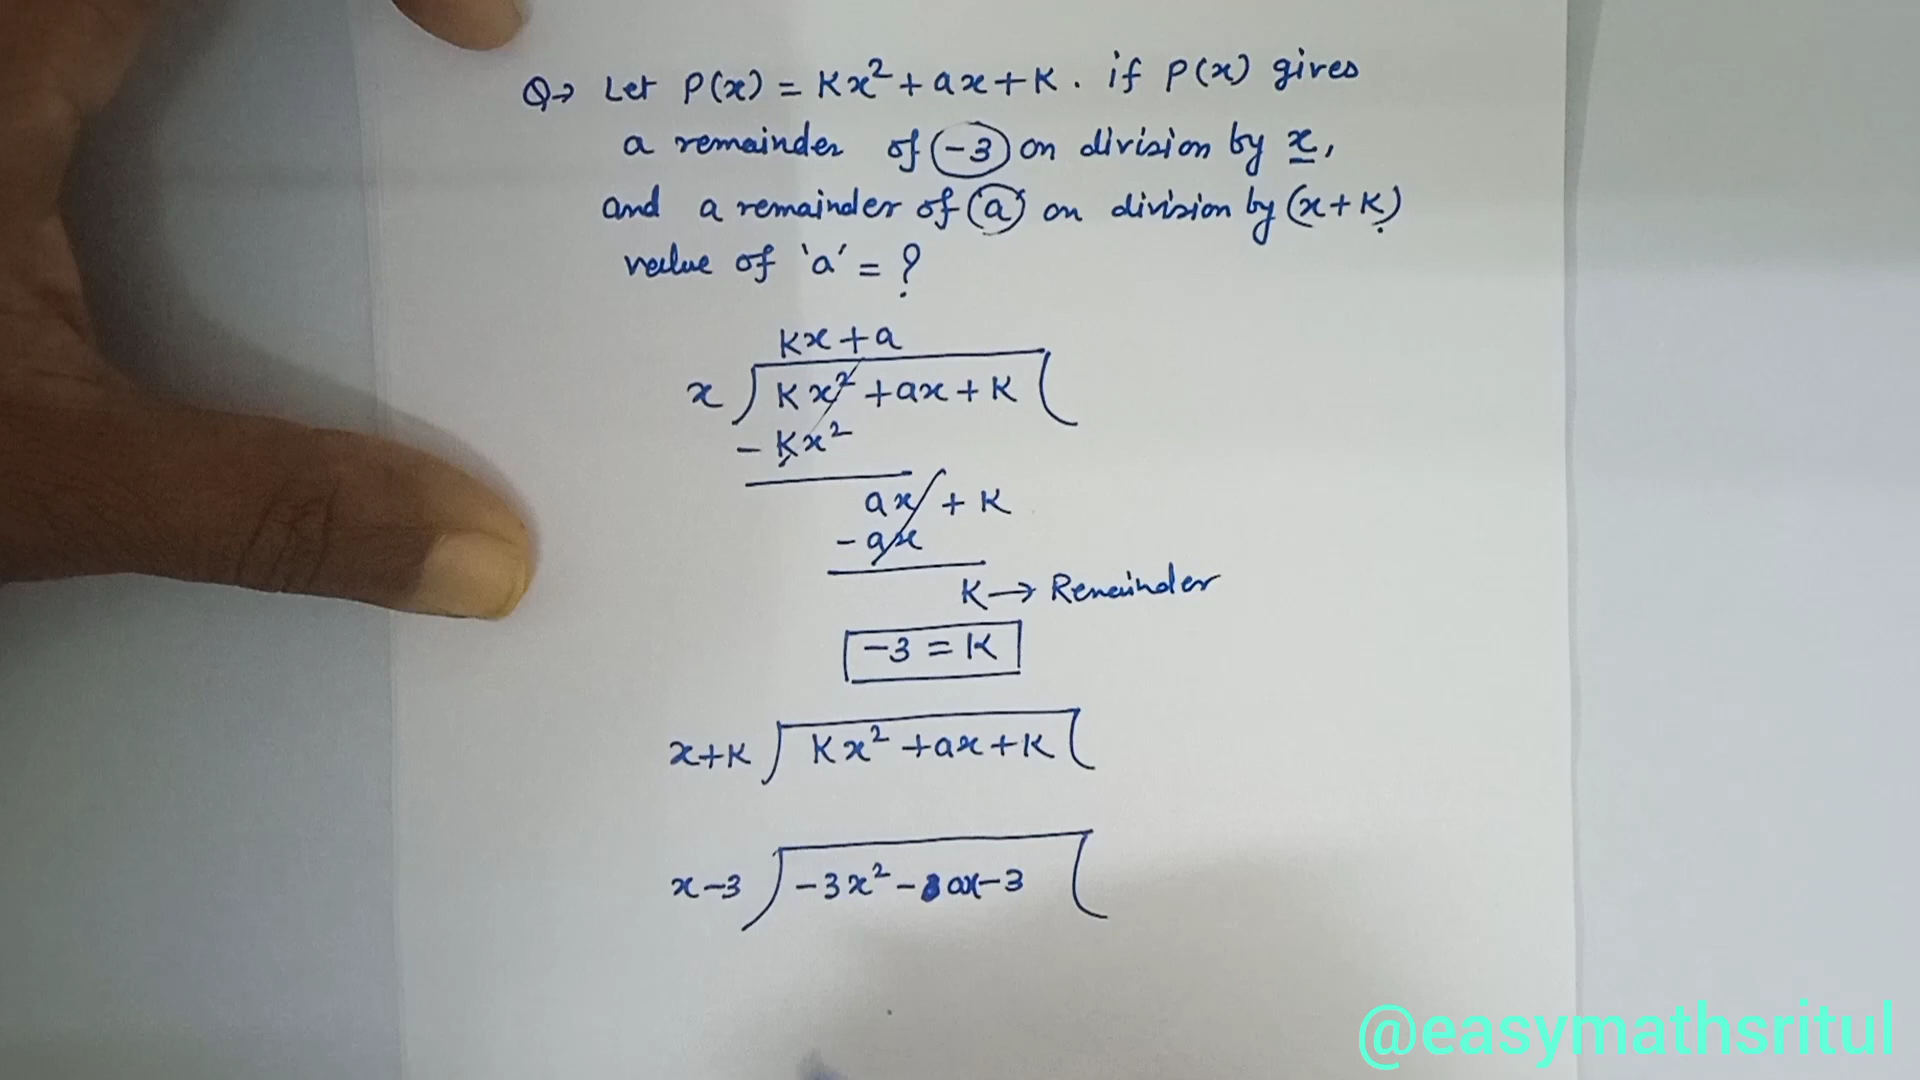 Q→ Let P(x) = Kx² + ax + K. if P(x) gives
a remainder of -3 on division by x,
and a remainder of (a) on division by (x+K)
value of 'a' = ?
Kx + a
x ) Kx² + ax + K (
- Kx²
ax + K
- ax
K → Remainder
-3 = K
x+K ) Kx² + ax + K (
x-3 ) -3x² - ax - 3 (
@easymathsritul